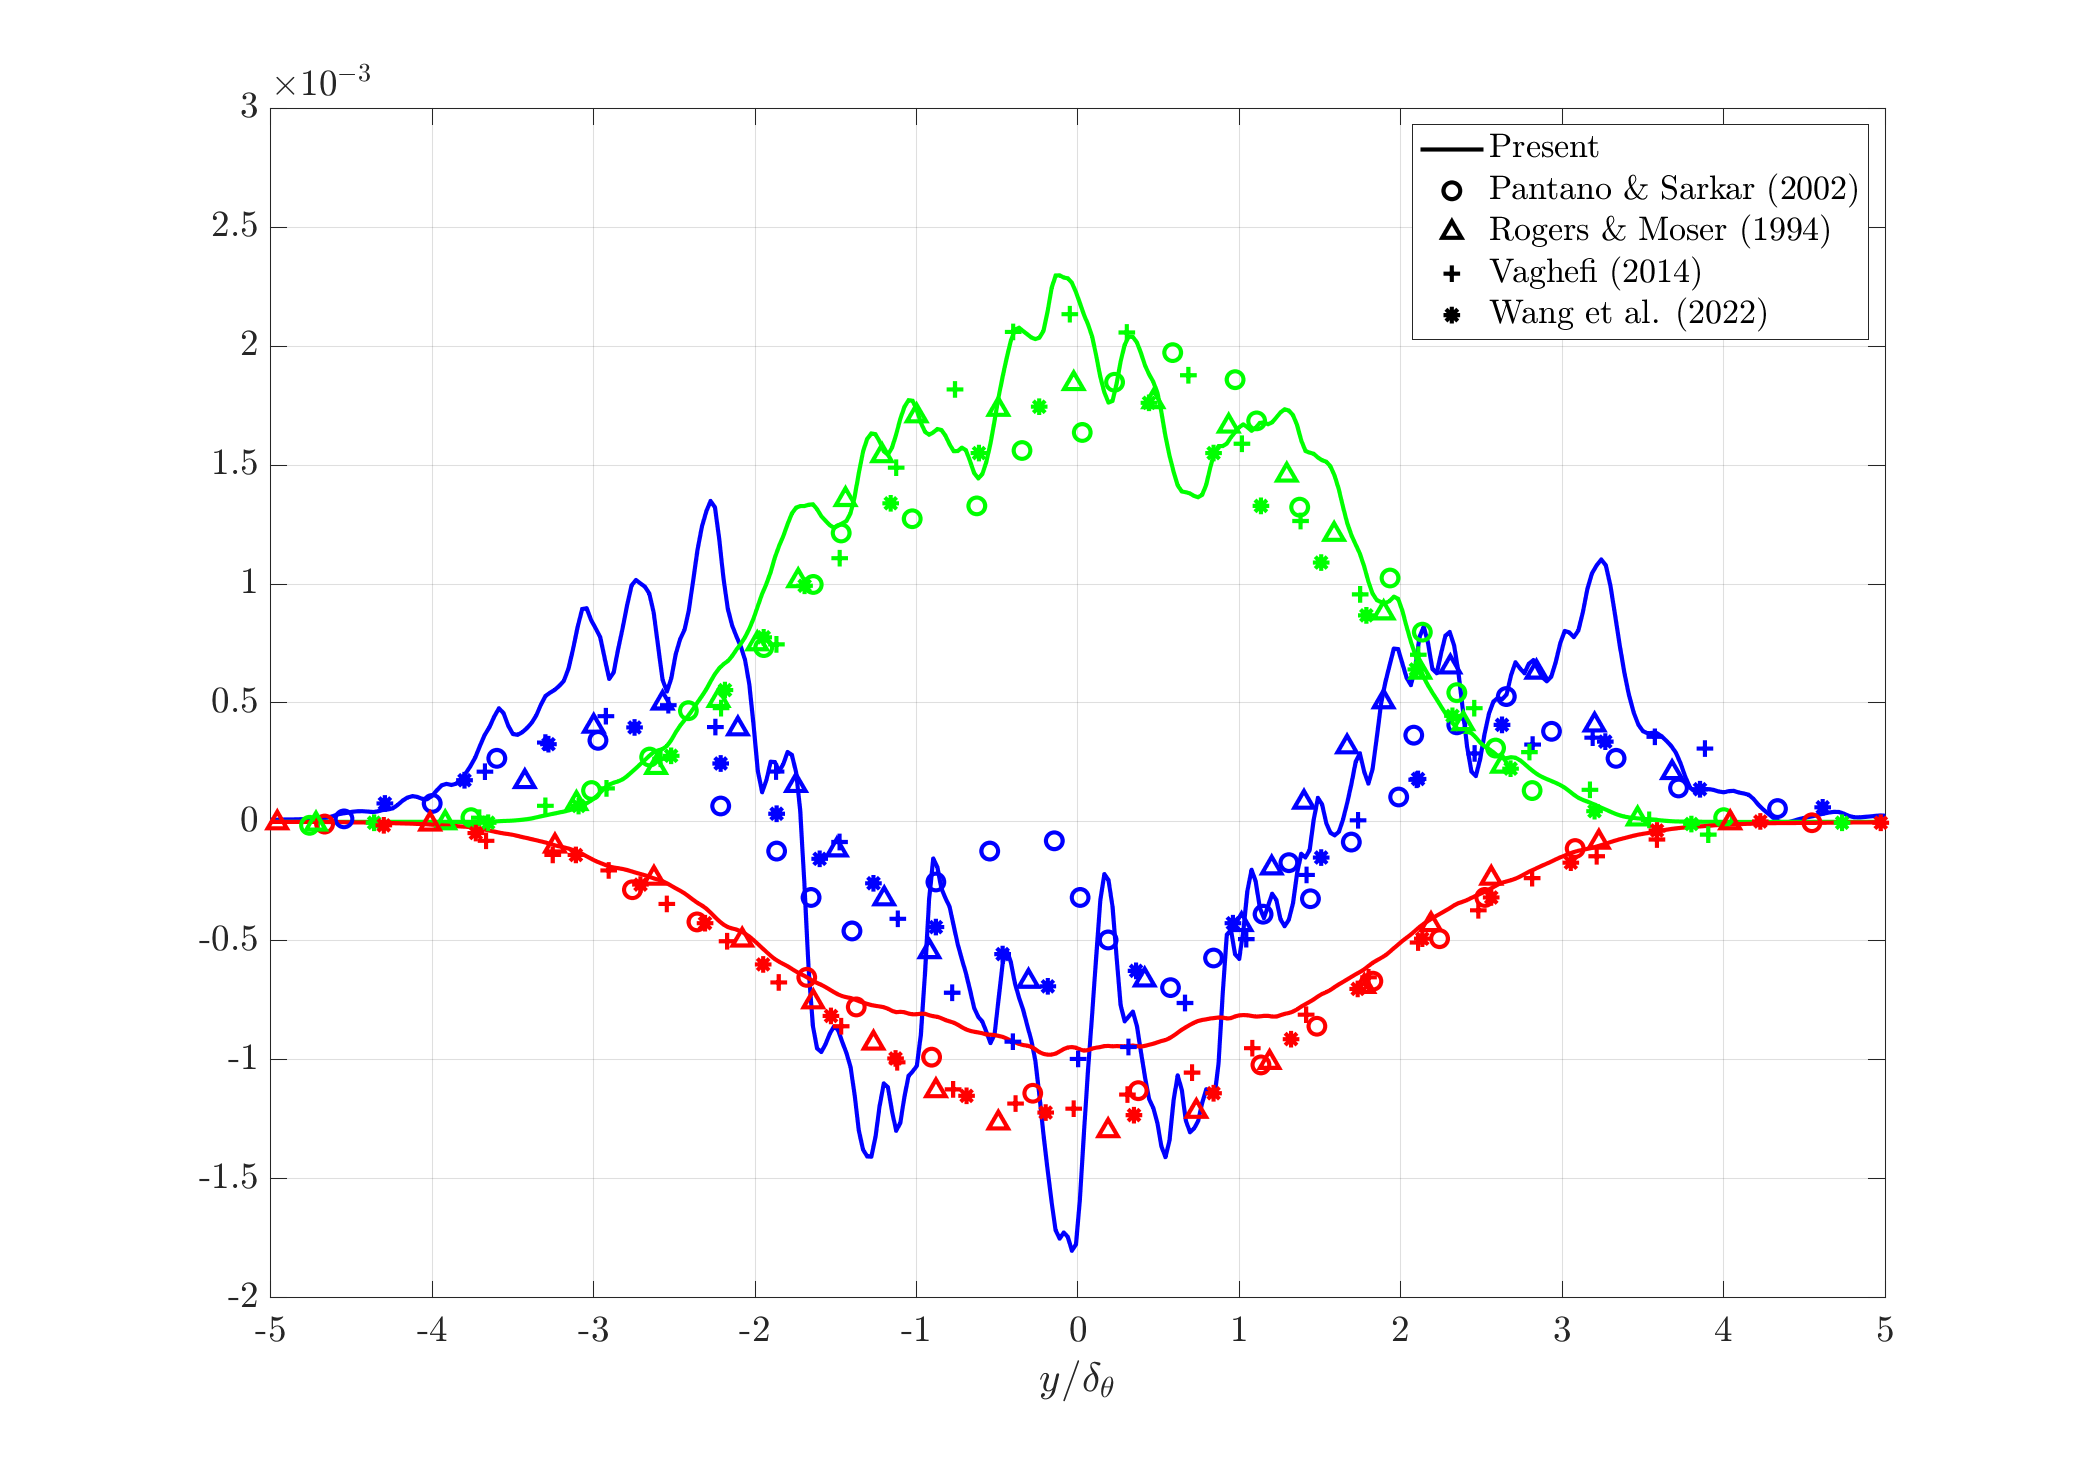 ×10⁻³
3
2.5
2
1.5
1
0.5
0
-0.5
-1
-1.5
-2
-5 -4 -3 -2 -1 0 1 2 3 4 5
y/δ_θ
Present
Pantano & Sarkar (2002)
Rogers & Moser (1994)
Vaghefi (2014)
Wang et al. (2022)